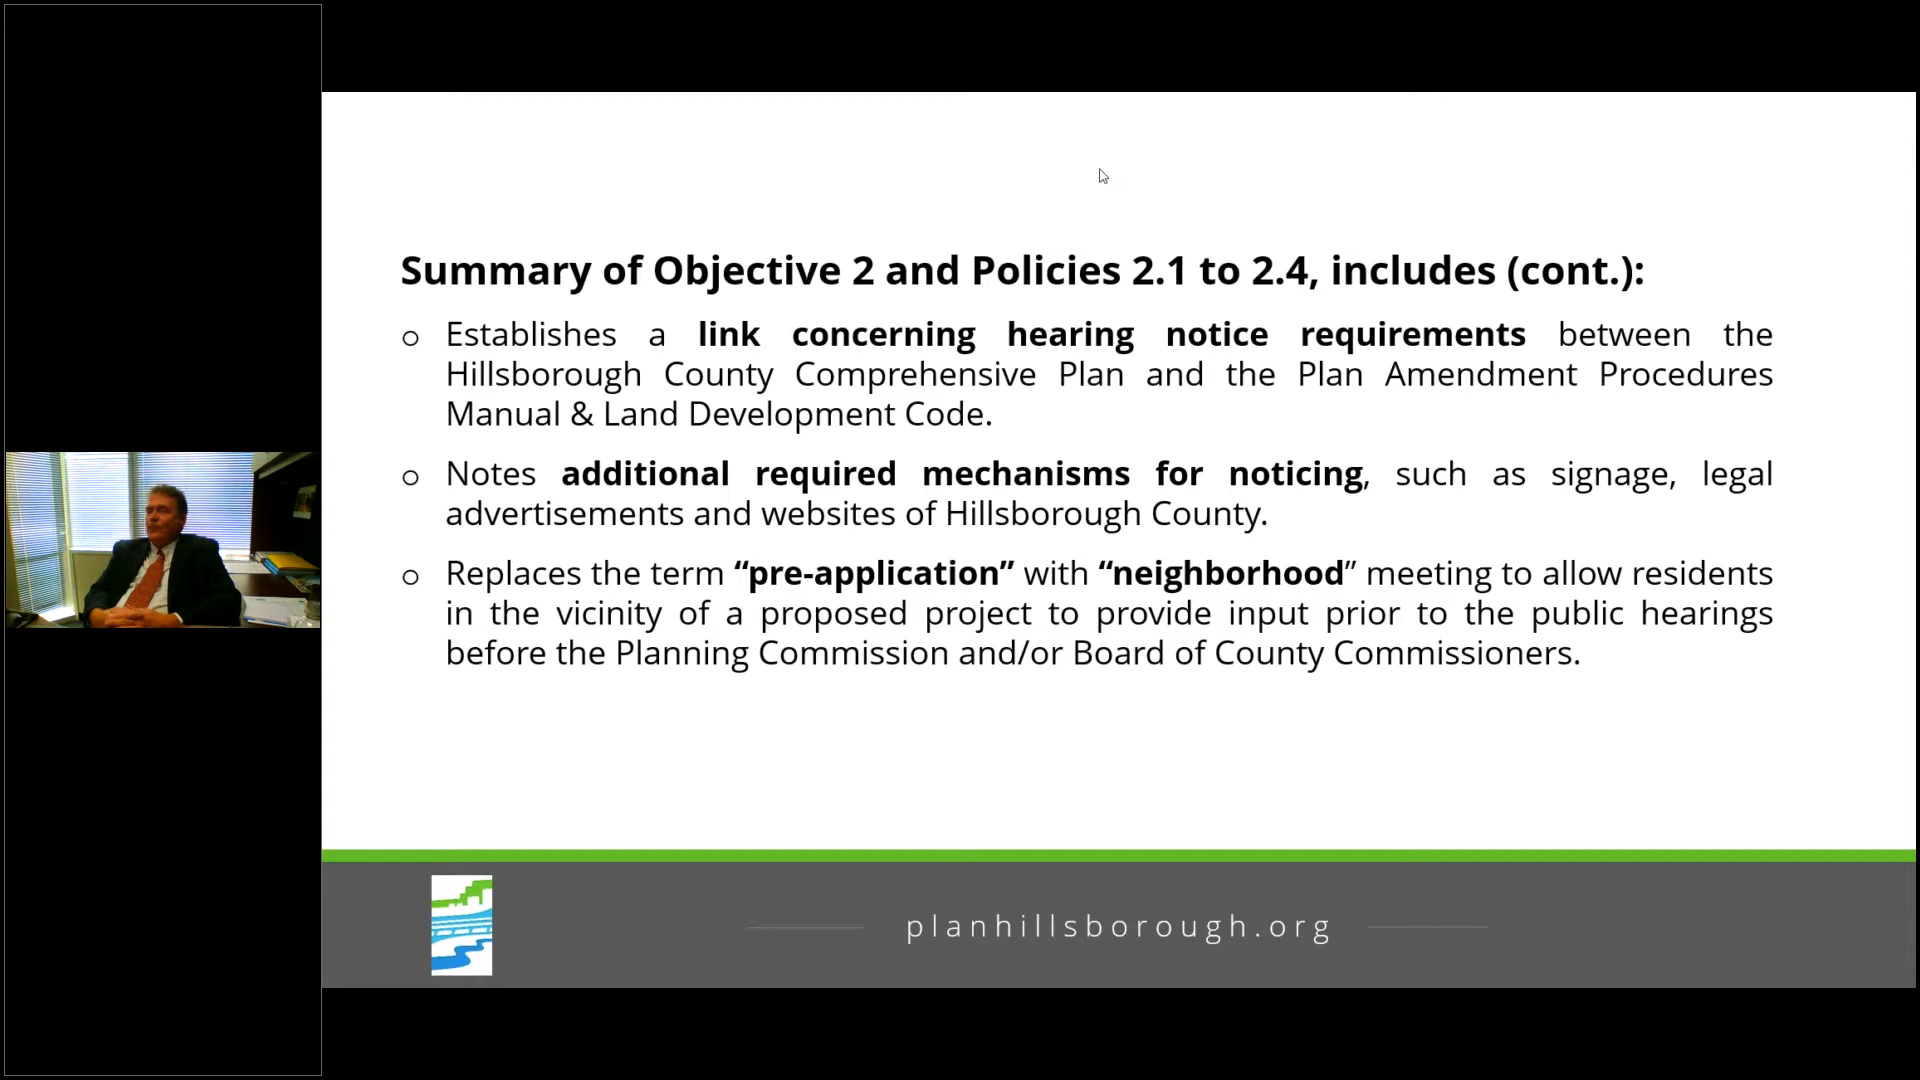 Summary of Objective 2 and Policies 2.1 to 2.4, includes (cont.):
o Establishes a link concerning hearing notice requirements between the
Hillsborough County Comprehensive Plan and the Plan Amendment Procedures
Manual & Land Development Code.
o Notes additional required mechanisms for noticing, such as signage, legal
advertisements and websites of Hillsborough County.
o Replaces the term “pre-application” with “neighborhood” meeting to allow residents
in the vicinity of a proposed project to provide input prior to the public hearings
before the Planning Commission and/or Board of County Commissioners.
planhillsborough.org